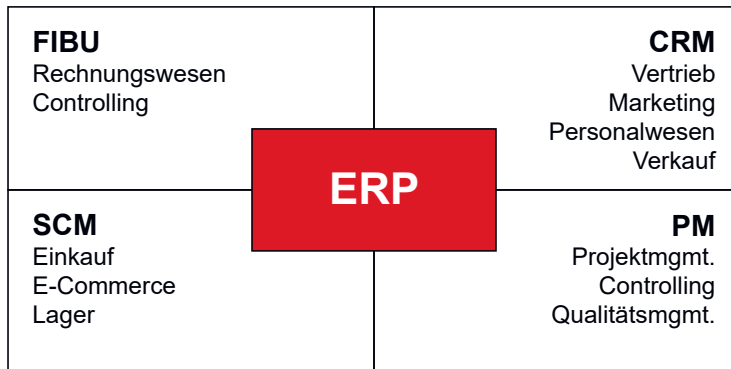 FIBU
Rechnungswesen
Controlling
CRM
Vertrieb
Marketing
Personalwesen
Verkauf
ERP
SCM
Einkauf
E-Commerce
Lager
PM
Projektmgmt.
Controlling
Qualitätsmgmt.